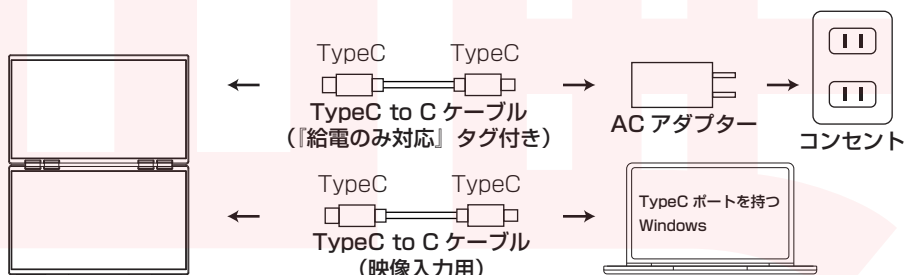 TypeC TypeC
TypeC to C ケーブル
（『給電のみ対応』タグ付き）
AC アダプター
コンセント
TypeC TypeC
TypeC to C ケーブル
（映像入力用）
TypeC ポートを持つ
Windows